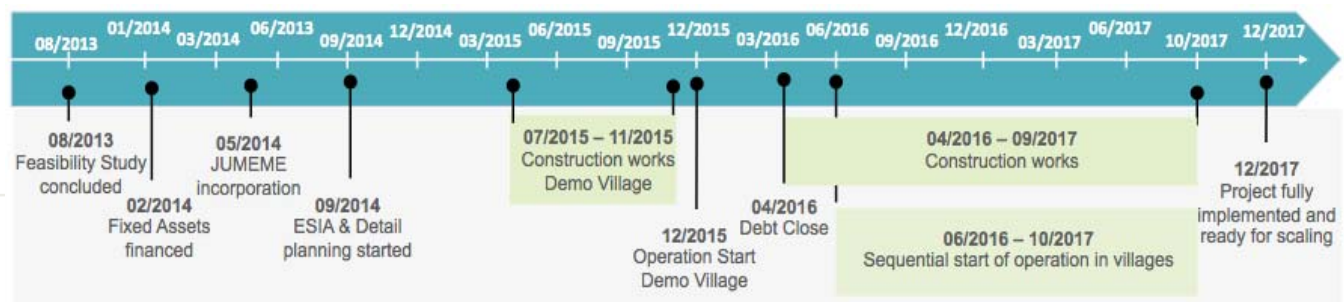 08/2013
01/2014
03/2014
06/2013
09/2014
12/2014
03/2015
06/2015
09/2015
12/2015
03/2016
06/2016
09/2016
12/2016
03/2017
06/2017
10/2017
12/2017
08/2013
Feasibility Study
concluded
02/2014
Fixed Assets
financed
05/2014
JUMEME
incorporation
09/2014
ESIA & Detail
planning started
07/2015 – 11/2015
Construction works
Demo Village
12/2015
Operation Start
Demo Village
04/2016
Debt Close
04/2016 – 09/2017
Construction works
06/2016 – 10/2017
Sequential start of operation in villages
12/2017
Project fully
implemented and
ready for scaling